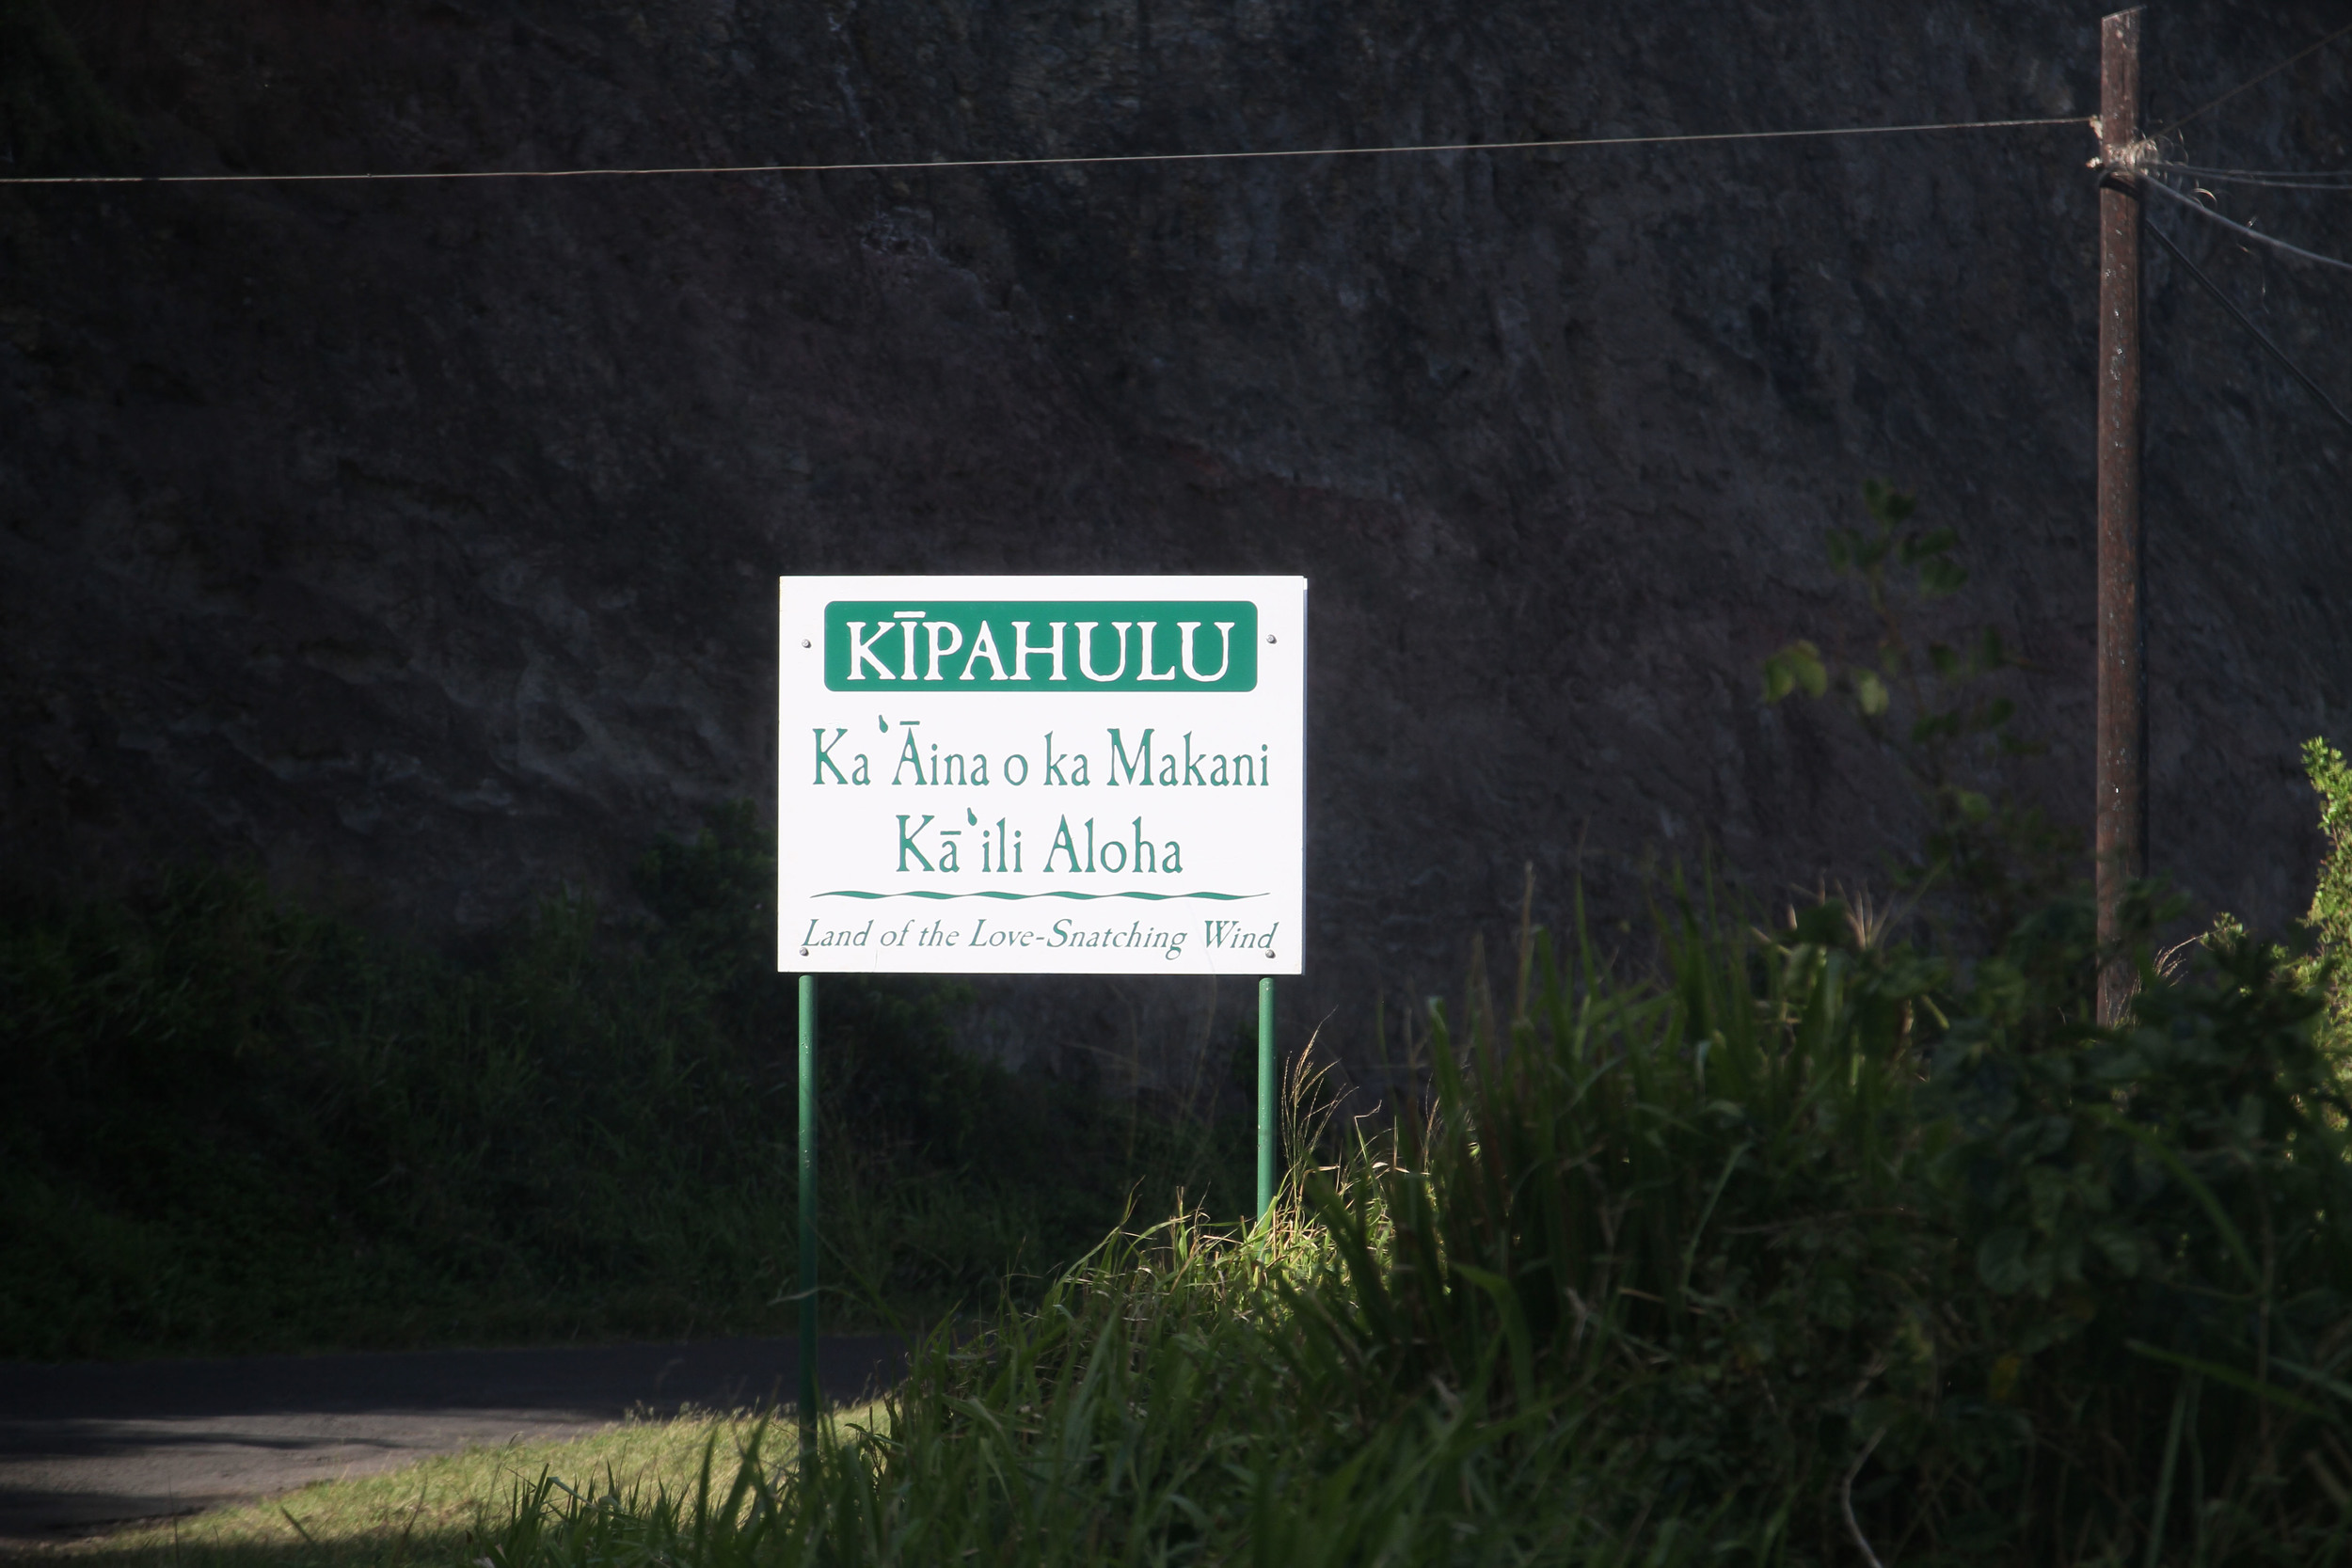 KĪPAHULU
Ka ʻĀina o ka Makani
Kāʻili Aloha
Land of the Love-Snatching Wind